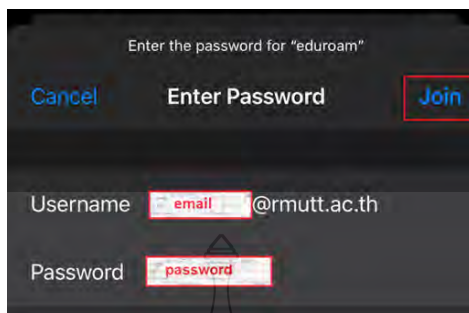 Enter the password for “eduroam”
Cancel Enter Password Join
Username email @rmutt.ac.th
Password password